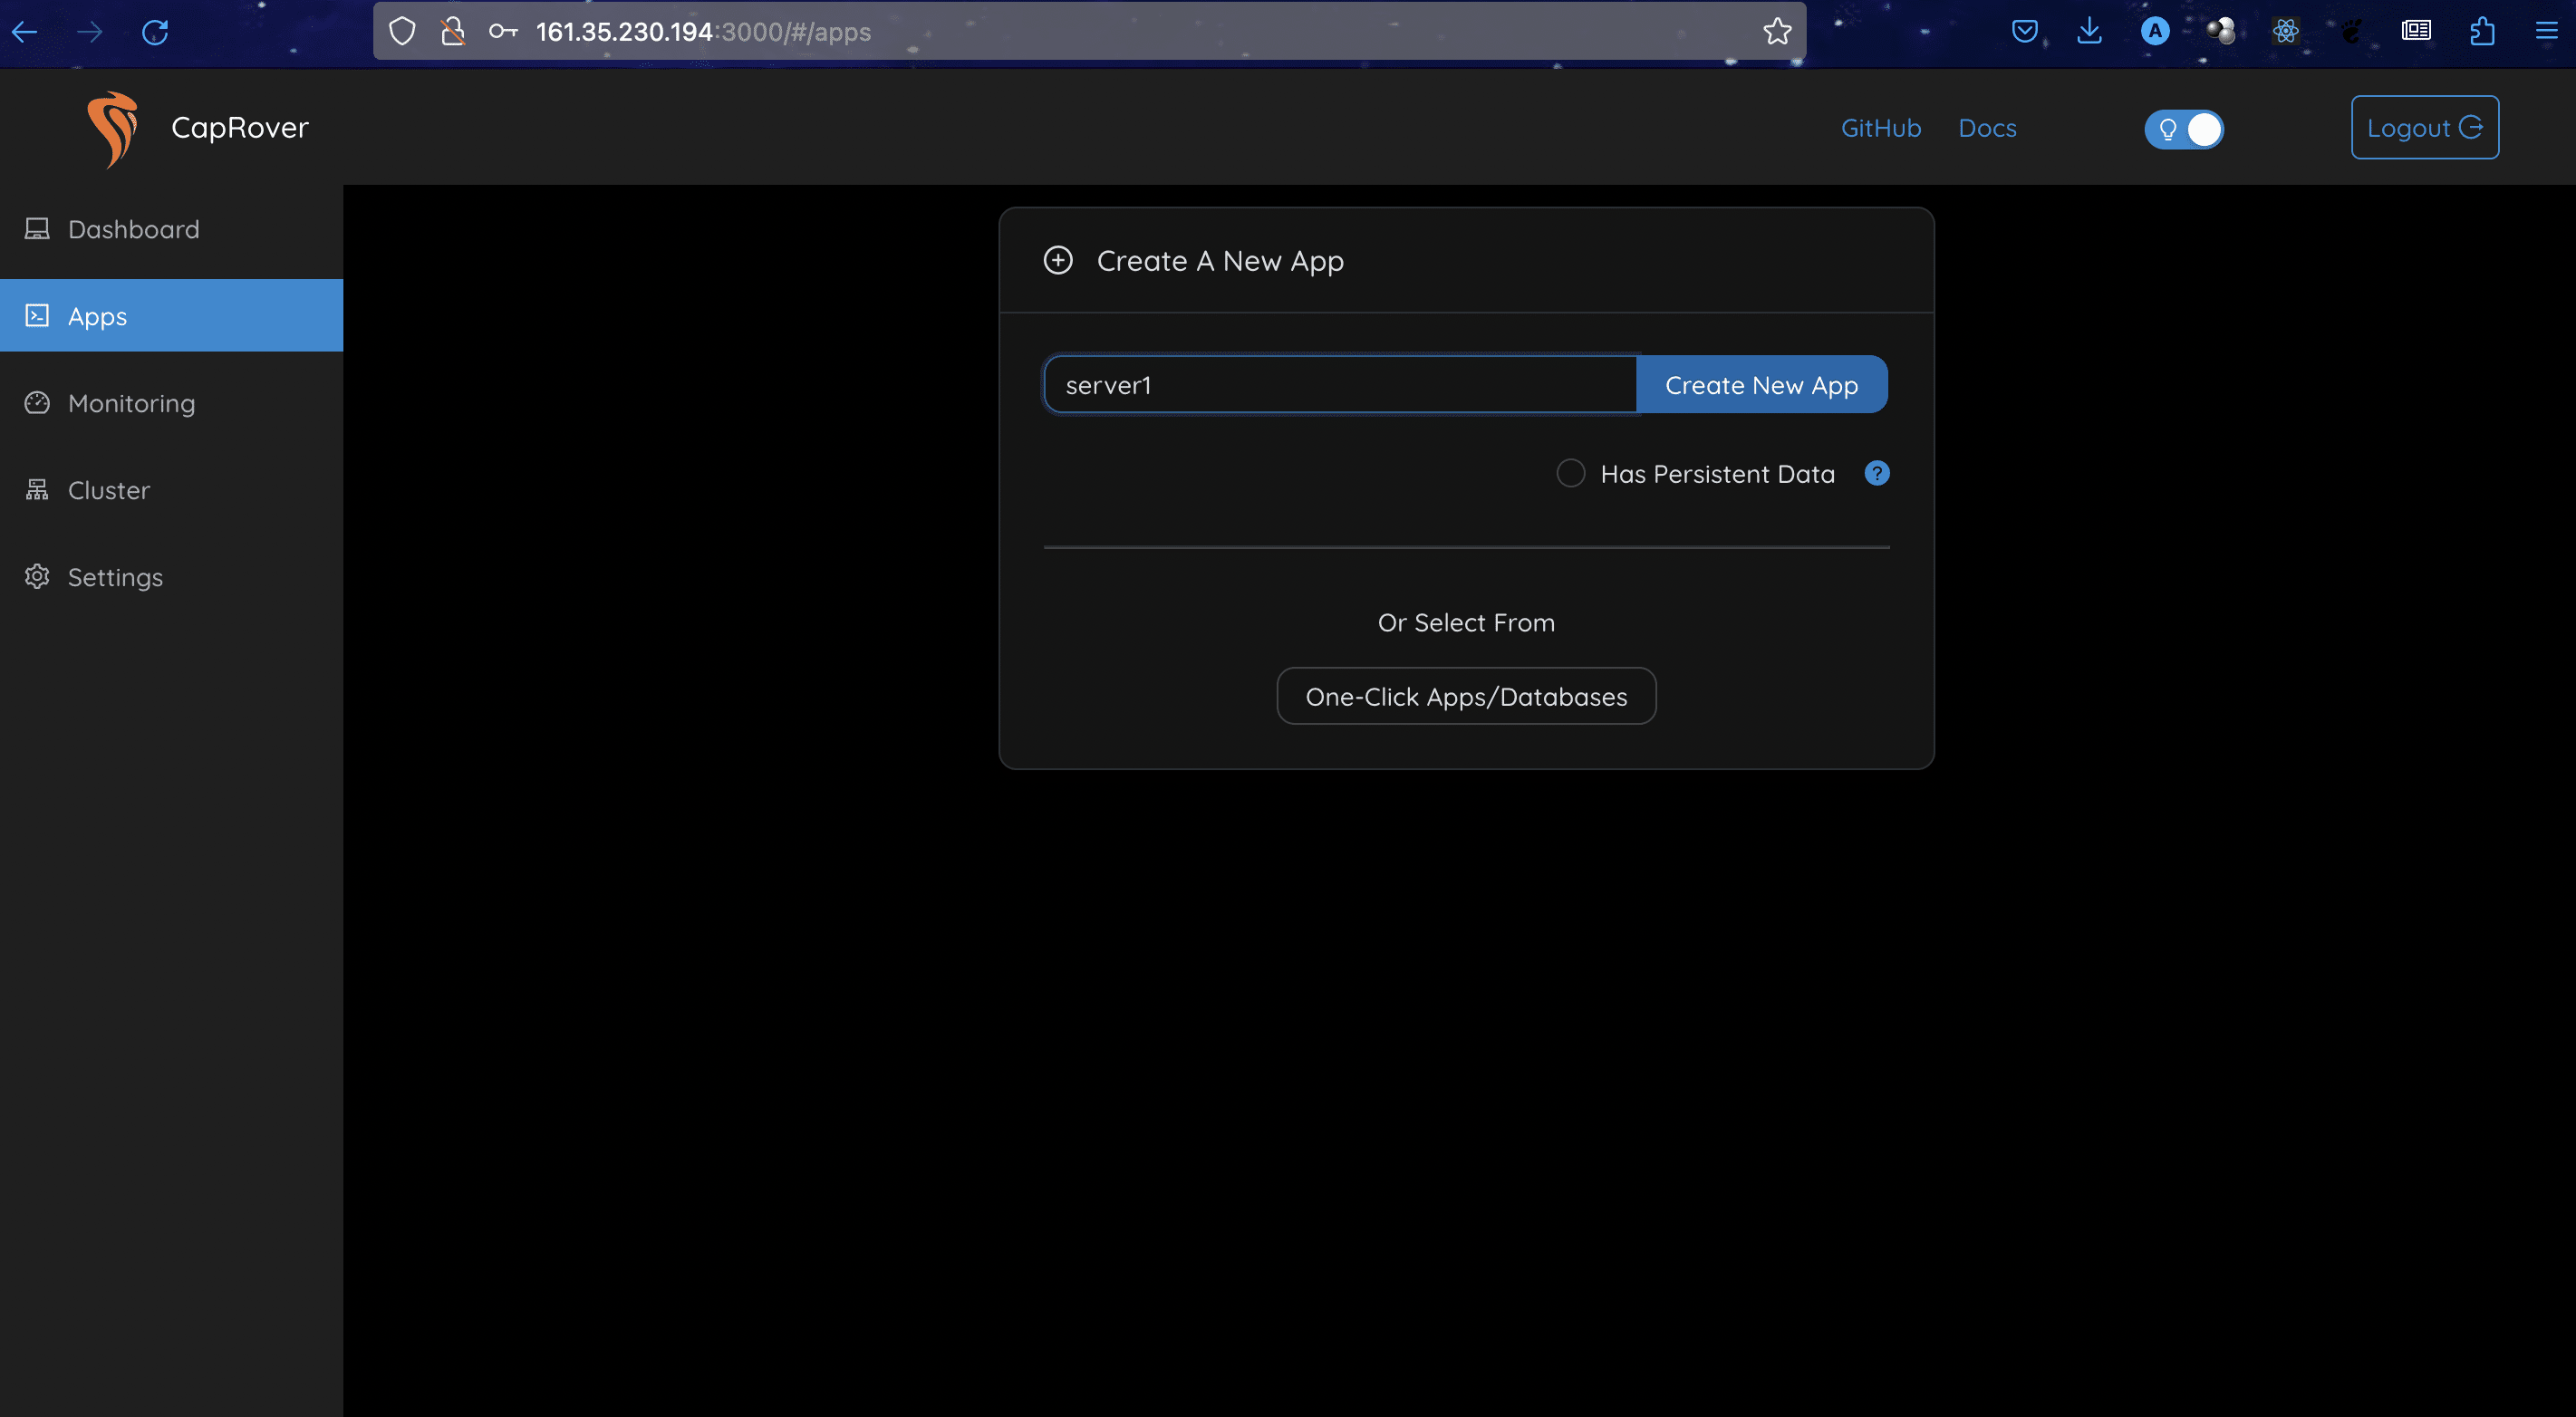 161.35.230.194:3000/#/apps
A
CapRover
GitHub Docs
Logout
Dashboard
Apps
Monitoring
Cluster
Settings
Create A New App
server1
Create New App
Has Persistent Data ?
Or Select From
One-Click Apps/Databases